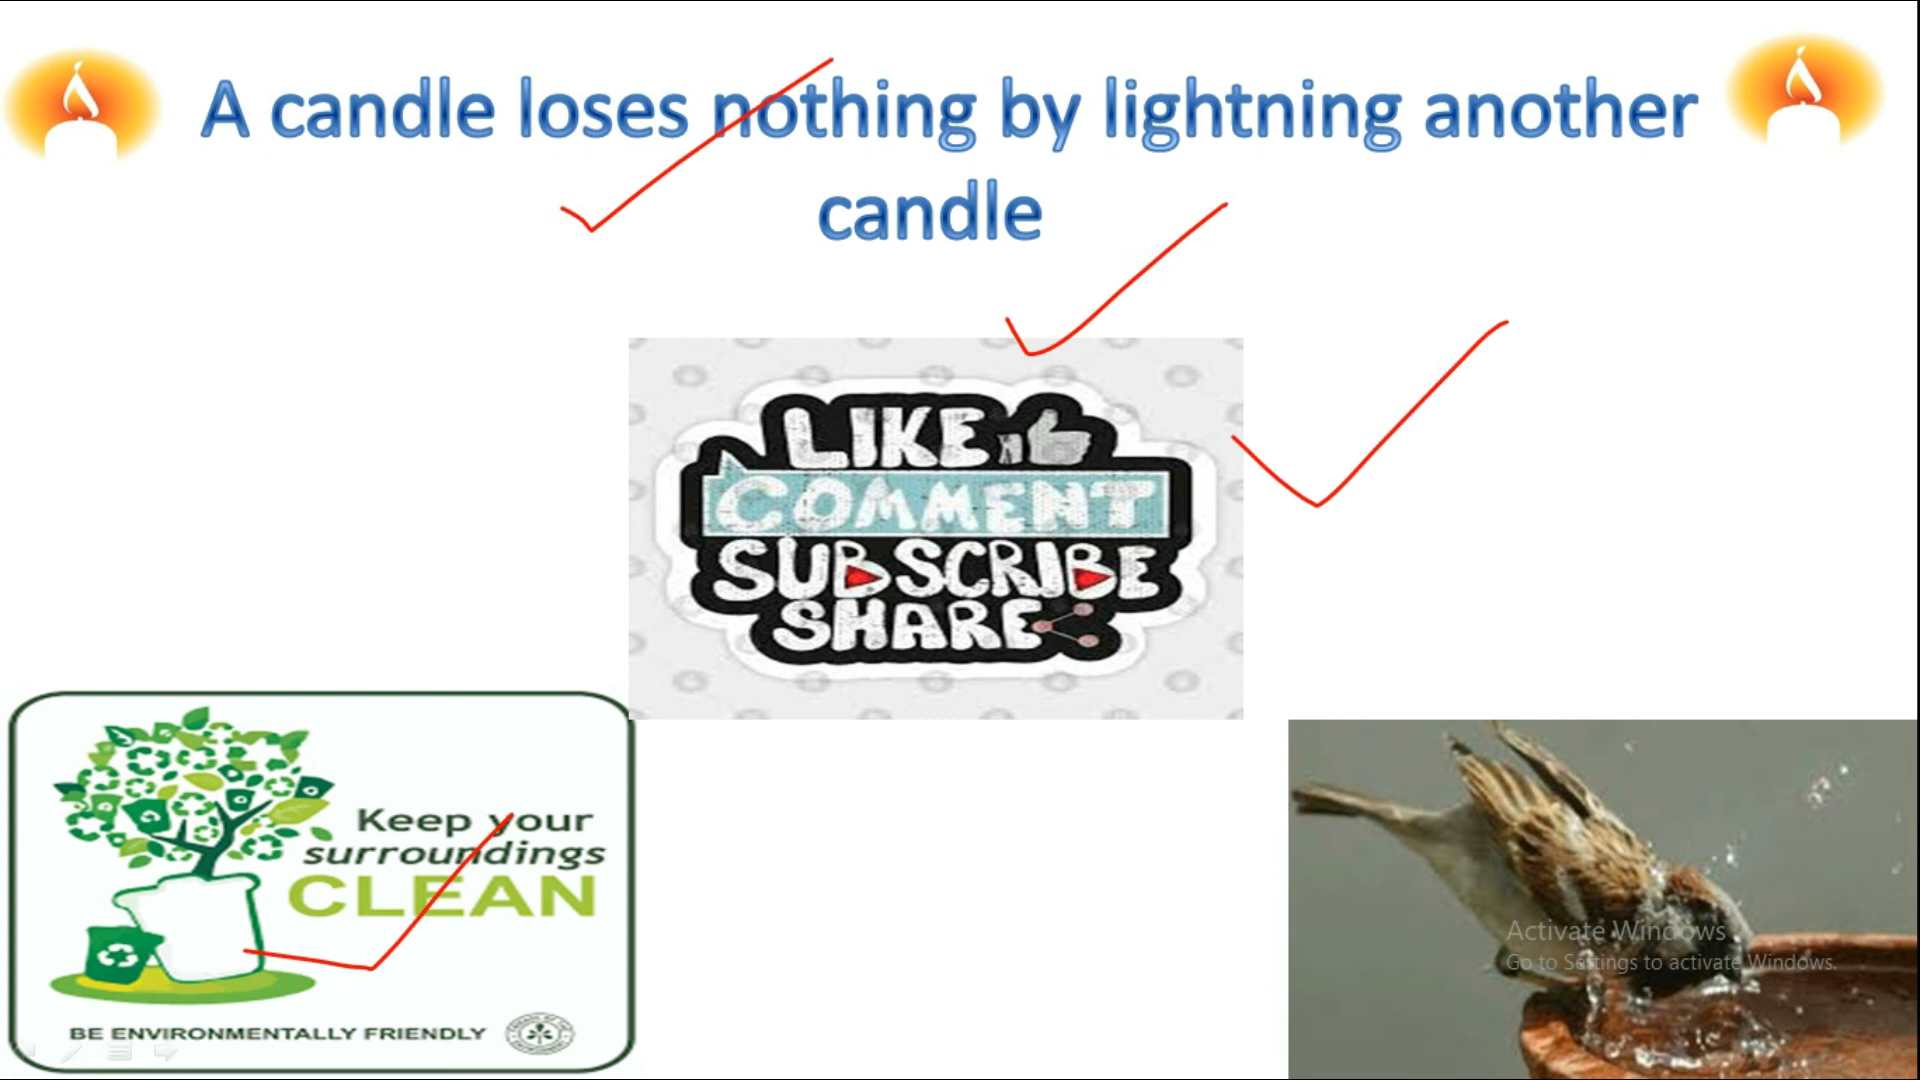 A candle loses nothing by lightning another
candle
LIKE
COMMENT
SUBSCRIBE
SHARE
Keep your
surroundings
CLEAN
BE ENVIRONMENTALLY FRIENDLY
Activate Windows
Go to Settings to activate Windows.